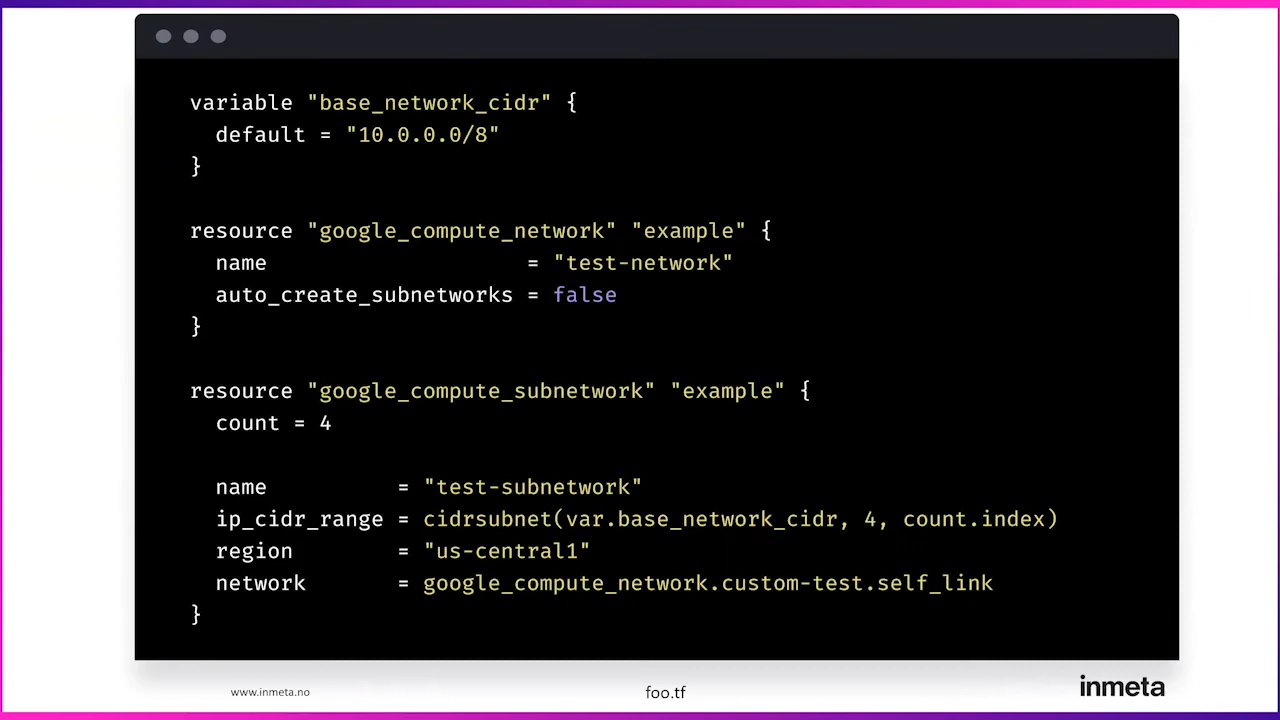 variable "base_network_cidr" {
  default = "10.0.0.0/8"
}
resource "google_compute_network" "example" {
  name                    = "test-network"
  auto_create_subnetworks = false
}
resource "google_compute_subnetwork" "example" {
  count = 4
  name          = "test-subnetwork"
  ip_cidr_range = cidrsubnet(var.base_network_cidr, 4, count.index)
  region        = "us-central1"
  network       = google_compute_network.custom-test.self_link
}
www.inmeta.no
foo.tf
inmeta